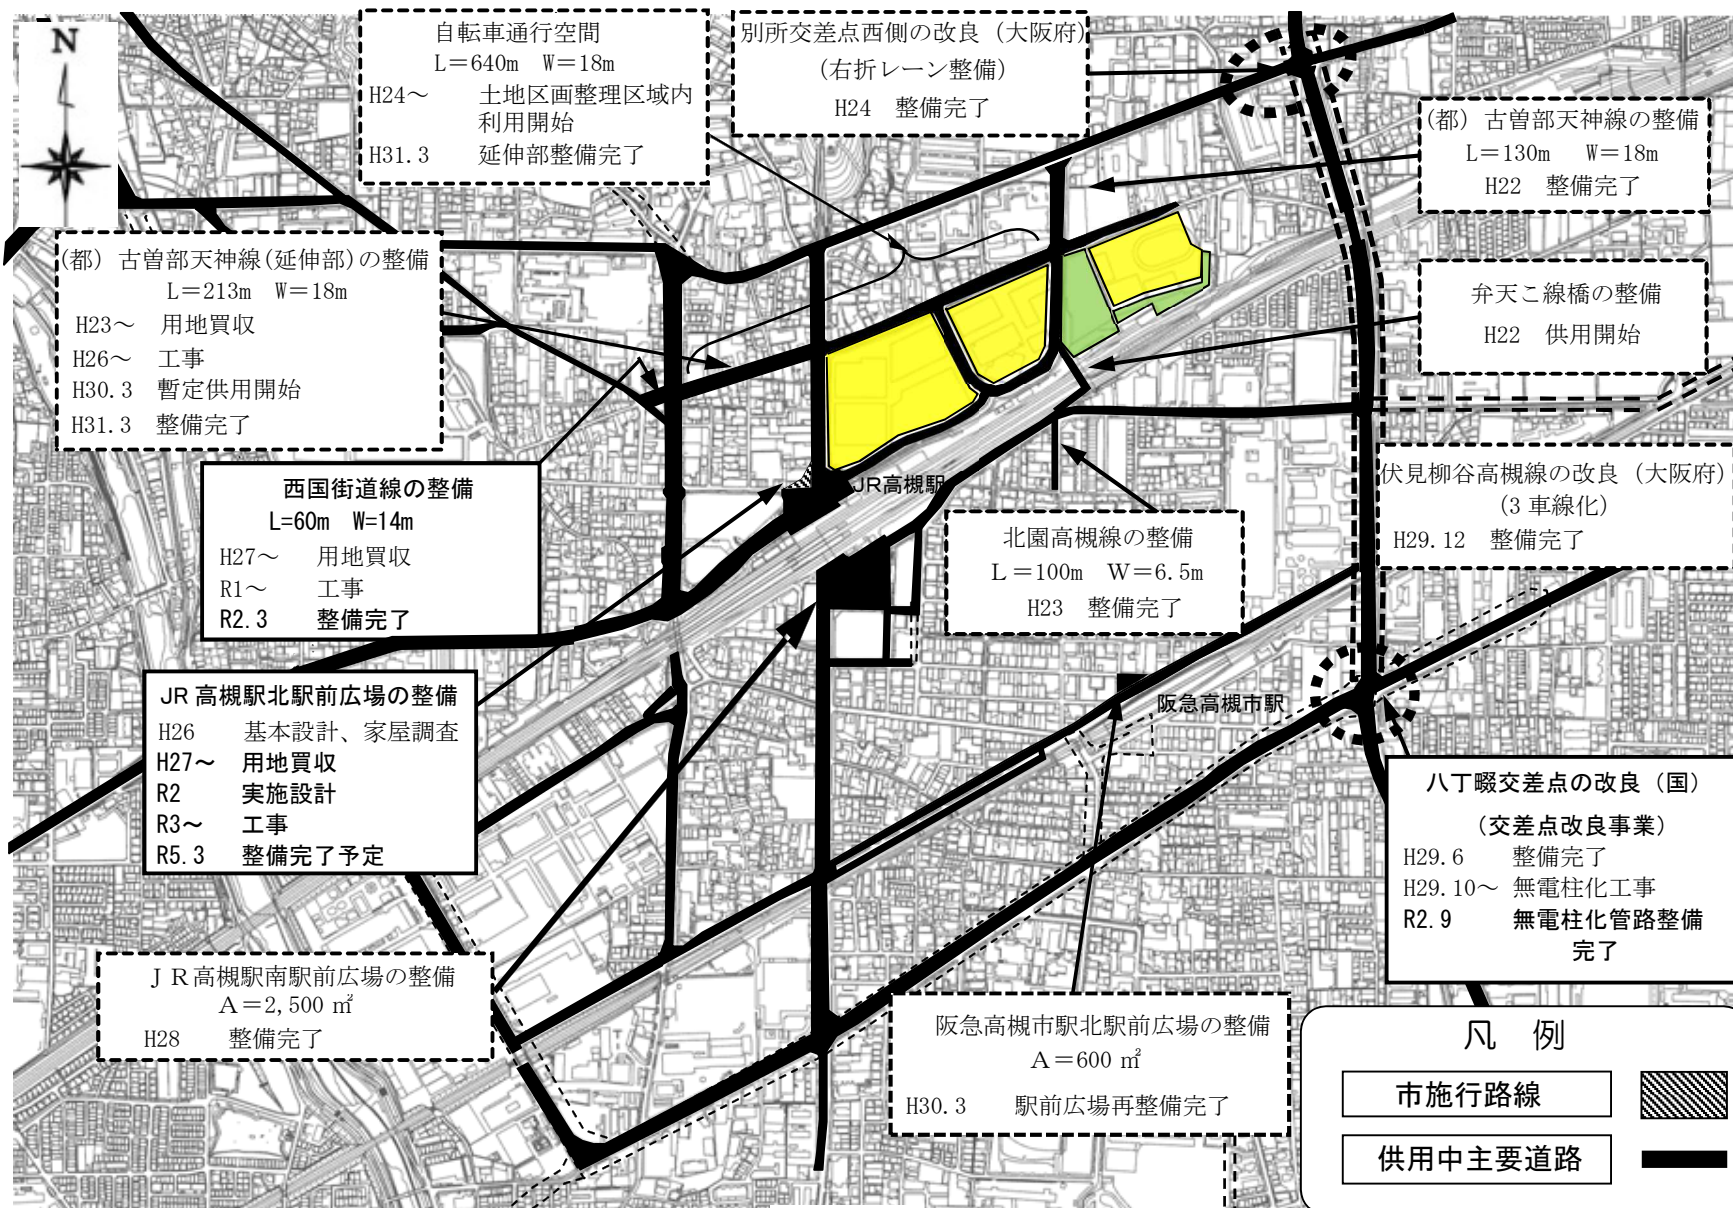 N
自転車通行空間
L=640m W=18m
H24～ 土地区画整理区域内
利用開始
H31.3 延伸部整備完了
別所交差点西側の改良（大阪府）
（右折レーン整備）
H24 整備完了
(都) 古曽部天神線の整備
L=130m W=18m
H22 整備完了
(都) 古曽部天神線(延伸部)の整備
L=213m W=18m
H23～ 用地買収
H26～ 工事
H30.3 暫定供用開始
H31.3 整備完了
弁天こ線橋の整備
H22 供用開始
西国街道線の整備
L=60m W=14m
H27～ 用地買収
R1～ 工事
R2.3 整備完了
JR高槻駅
伏見柳谷高槻線の改良（大阪府）
（3車線化）
H29.12 整備完了
北園高槻線の整備
L=100m W=6.5m
H23 整備完了
JR高槻駅北駅前広場の整備
H26 基本設計、家屋調査
H27～ 用地買収
R2 実施設計
R3～ 工事
R5.3 整備完了予定
阪急高槻市駅
八丁畷交差点の改良（国）
（交差点改良事業）
H29.6 整備完了
H29.10～ 無電柱化工事
R2.9 無電柱化管路整備
完了
ＪＲ高槻駅南駅前広場の整備
A=2,500㎡
H28 整備完了
阪急高槻市駅北駅前広場の整備
A=600㎡
H30.3 駅前広場再整備完了
凡 例
市施行路線
供用中主要道路